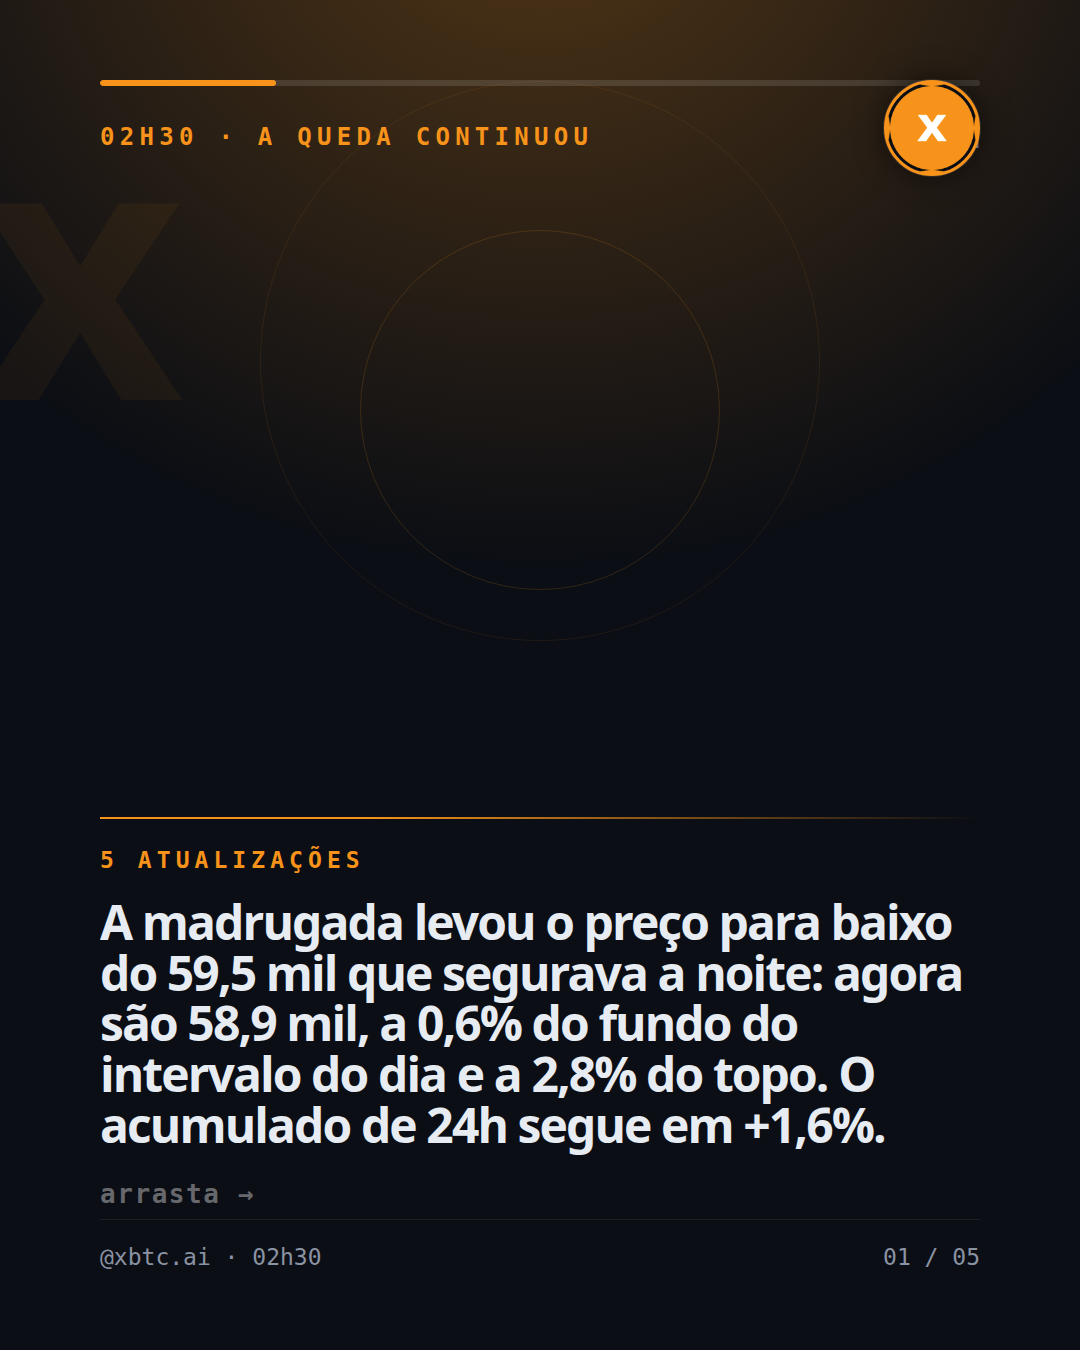 02H30 · A QUEDA CONTINUOU
X
X
5 ATUALIZAÇÕES
A madrugada levou o preço para baixo
do 59,5 mil que segurava a noite: agora
são 58,9 mil, a 0,6% do fundo do
intervalo do dia e a 2,8% do topo. O
acumulado de 24h segue em +1,6%.
arrasta →
@xbtc.ai · 02h30
01 / 05